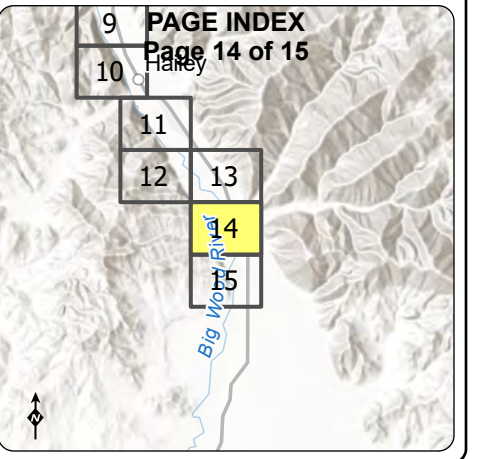 PAGE INDEX
Page 14 of 15
9
Hailey
10
11
12
13
14
15
Big Wood River
N